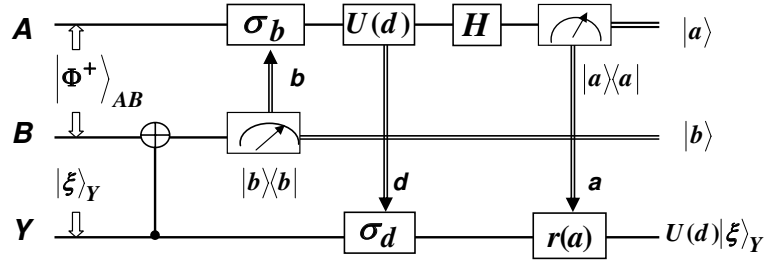 A σ_b U(d) H |a⟩
|Φ⁺⟩_AB b |a⟩⟨a|
B |b⟩
|ξ⟩_Y |b⟩⟨b| d a
Y σ_d r(a) U(d)|ξ⟩_Y